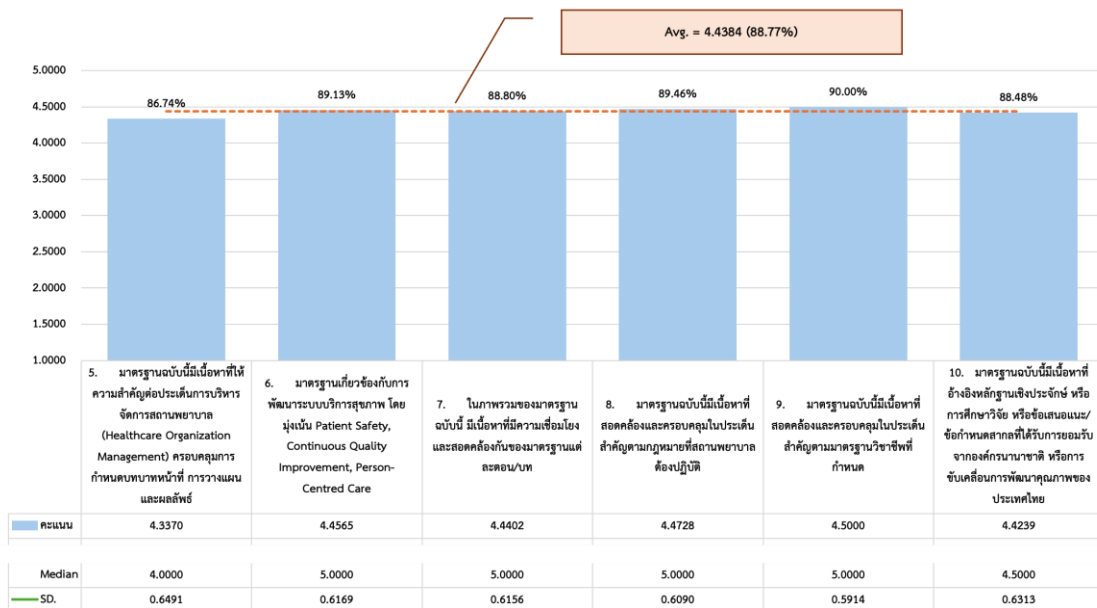 Avg. = 4.4384 (88.77%)
5.0000
4.5000
4.0000
3.5000
3.0000
2.5000
2.0000
1.5000
1.0000
86.74%
89.13%
88.80%
89.46%
90.00%
88.48%
5. มาตรฐานฉบับนี้มีเนื้อหาที่ให้
ความสำคัญต่อประเด็นการบริหาร
จัดการสถานพยาบาล
(Healthcare Organization
Management) ครอบคลุมการ
กำหนดบทบาทหน้าที่ การวางแผน
และผลลัพธ์
6. มาตรฐานเกี่ยวข้องกับการ
พัฒนาระบบบริการสุขภาพ โดย
มุ่งเน้น Patient Safety,
Continuous Quality
Improvement, Person-
Centred Care
7. ในภาพรวมของมาตรฐาน
ฉบับนี้ มีเนื้อหาที่มีความเชื่อมโยง
และสอดคล้องกันของมาตรฐานแต่
ละตอน/บท
8. มาตรฐานฉบับนี้มีเนื้อหาที่
สอดคล้องและครอบคลุมในประเด็น
สำคัญตามกฎหมายที่สถานพยาบาล
ต้องปฏิบัติ
9. มาตรฐานฉบับนี้มีเนื้อหาที่
สอดคล้องและครอบคลุมในประเด็น
สำคัญตามมาตรฐานวิชาชีพที่
กำหนด
10. มาตรฐานฉบับนี้มีเนื้อหาที่
อ้างอิงหลักฐานเชิงประจักษ์ หรือ
การศึกษาวิจัย หรือข้อเสนอแนะ/
ข้อกำหนดสากลที่ได้รับการยอมรับ
จากองค์กรนานาชาติ หรือการ
ขับเคลื่อนการพัฒนาคุณภาพของ
ประเทศไทย
คะแนน 4.3370 4.4565 4.4402 4.4728 4.5000 4.4239
Median 4.0000 5.0000 5.0000 5.0000 5.0000 4.5000
SD. 0.6491 0.6169 0.6156 0.6090 0.5914 0.6313